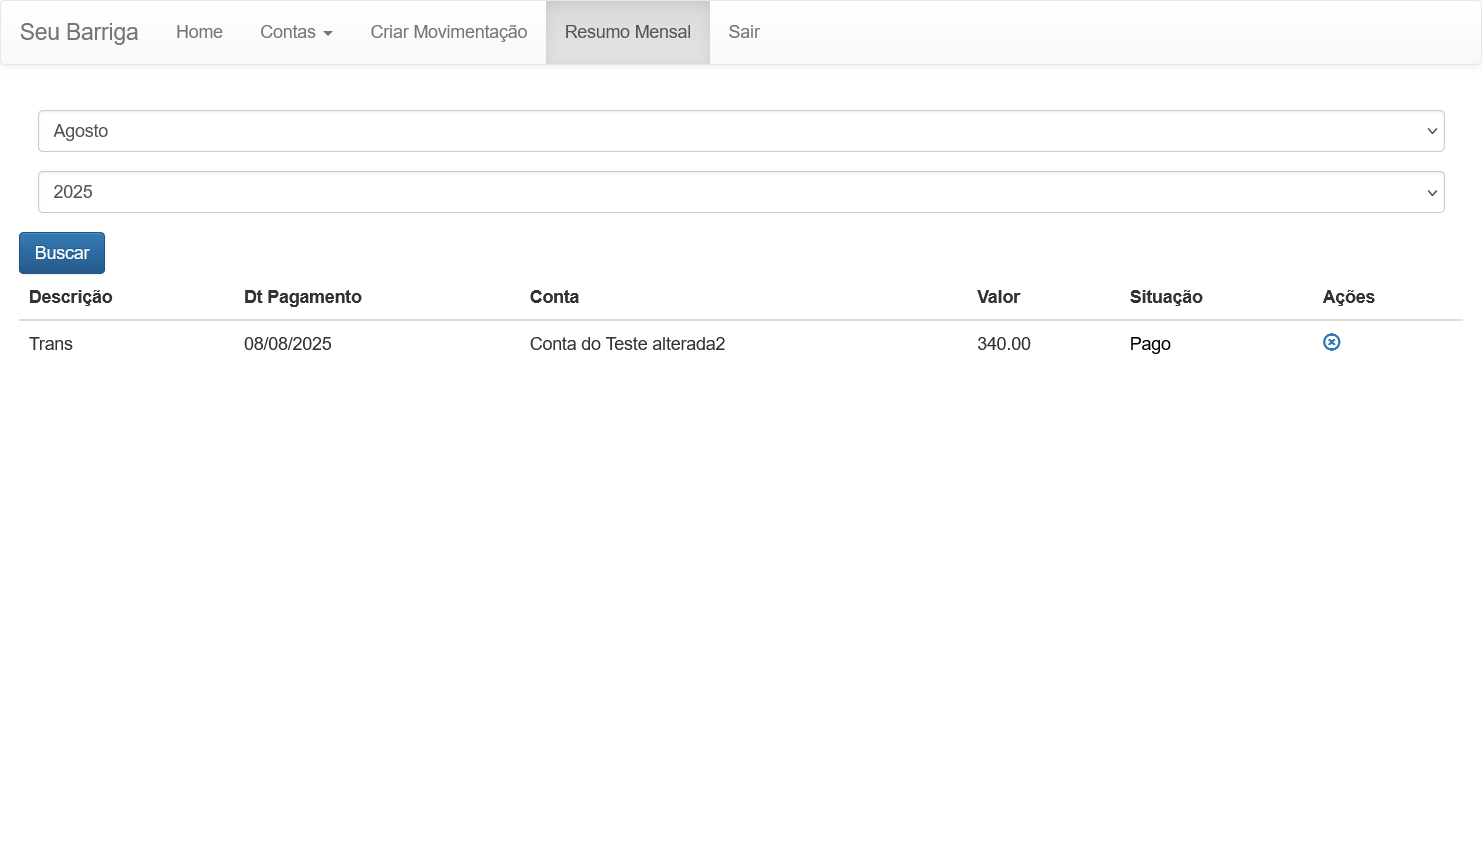 Seu Barriga Home Contas Criar Movimentação Resumo Mensal Sair
Agosto
2025
Buscar
Descrição Dt Pagamento Conta Valor Situação Ações
Trans 08/08/2025 Conta do Teste alterada2 340.00 Pago